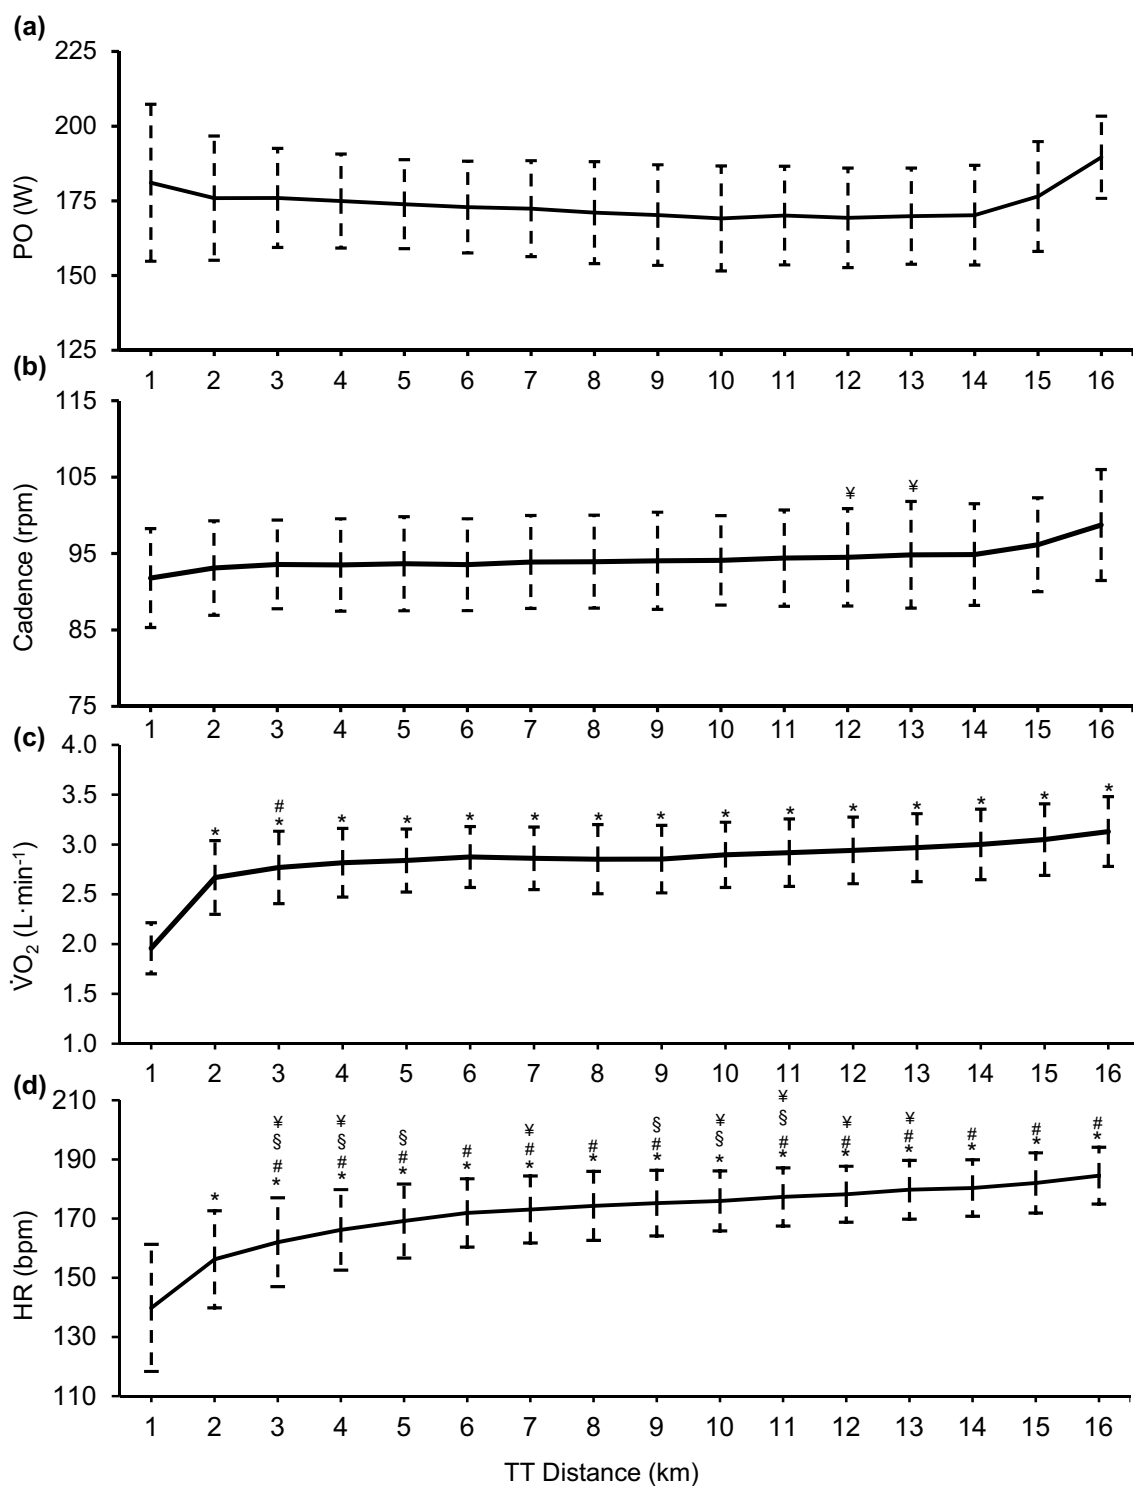 (a)
225
200
175
150
125
PO (W)
1 2 3 4 5 6 7 8 9 10 11 12 13 14 15 16
(b)
115
105
95
85
75
Cadence (rpm)
¥ ¥
1 2 3 4 5 6 7 8 9 10 11 12 13 14 15 16
(c)
4.0
3.5
3.0
2.5
2.0
1.5
1.0
V̇O₂ (L·min⁻¹)
#
* * * * * * * * * * * * * * *
1 2 3 4 5 6 7 8 9 10 11 12 13 14 15 16
(d)
210
190
170
150
130
110
HR (bpm)
¥ ¥ ¥ ¥ ¥ ¥ ¥
§ § § § § §
# # # # # # # # # # # # #
* * * * * * * * * * * * * * *
1 2 3 4 5 6 7 8 9 10 11 12 13 14 15 16
TT Distance (km)